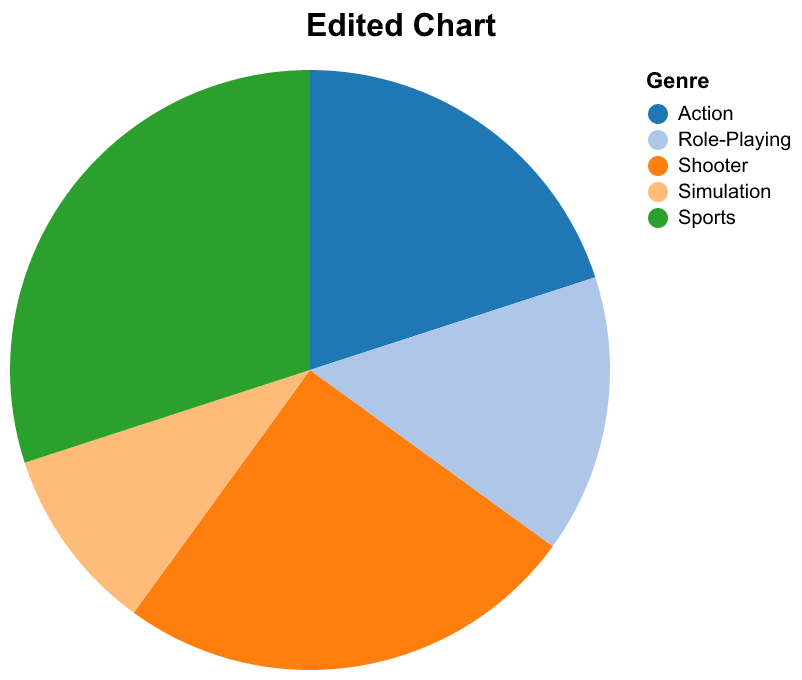 Edited Chart
Genre
Action
Role-Playing
Shooter
Simulation
Sports